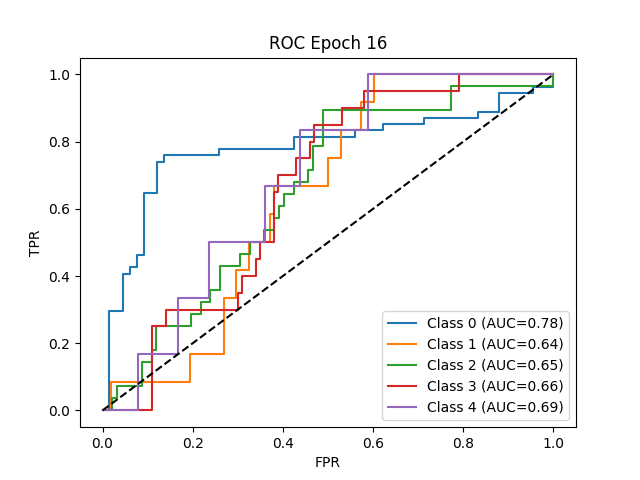 ROC Epoch 16
TPR
1.0
0.8
0.6
0.4
0.2
0.0
Class 0 (AUC=0.78)
Class 1 (AUC=0.64)
Class 2 (AUC=0.65)
Class 3 (AUC=0.66)
Class 4 (AUC=0.69)
0.0 0.2 0.4 0.6 0.8 1.0
FPR